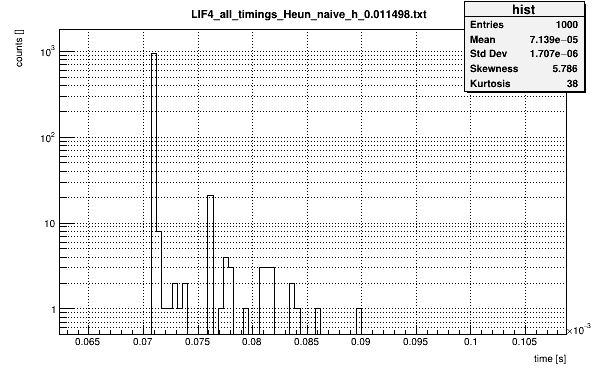 LIF4_all_timings_Heun_naive_h_0.011498.txt
hist
Entries 1000
Mean 7.139e−05
Std Dev 1.707e−06
Skewness 5.786
Kurtosis 38
counts []
10³
10²
10
1
0.065 0.07 0.075 0.08 0.085 0.09 0.095 0.1 0.105
×10⁻³
time [s]